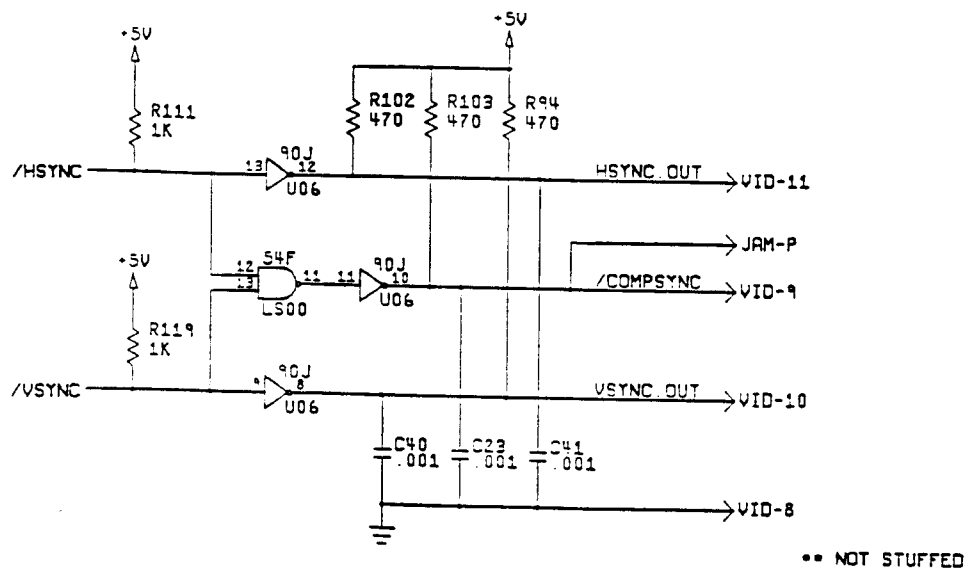 +5V
+5V
R111
1K
R102
470
R103
470
R94
470
/HSYNC
13
90J
12
U06
HSYNC.OUT
VID-11
JAM-P
+5V
54F
12
13
11
LS00
11
90J
10
U06
/COMPSYNC
VID-9
R119
1K
/VSYNC
9
90J
8
U06
VSYNC.OUT
VID-10
C40
.001
C23
.001
C41
.001
VID-8
** NOT STUFFED